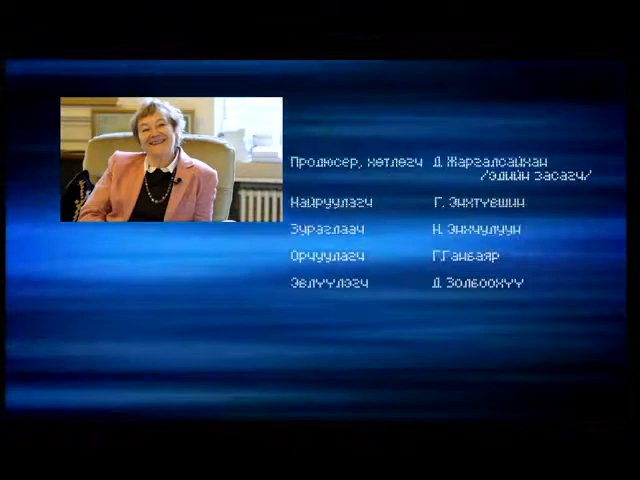 Продюсер, хөтлөгч Д. Жаргалсайхан
/эдийн засагч/
Найруулагч Г. Энхтүвшин
Зураглаач Н. Энхчулуун
Орчуулагч Г.Ганбаяр
Эвлүүлэгч Д. Золбоохүү